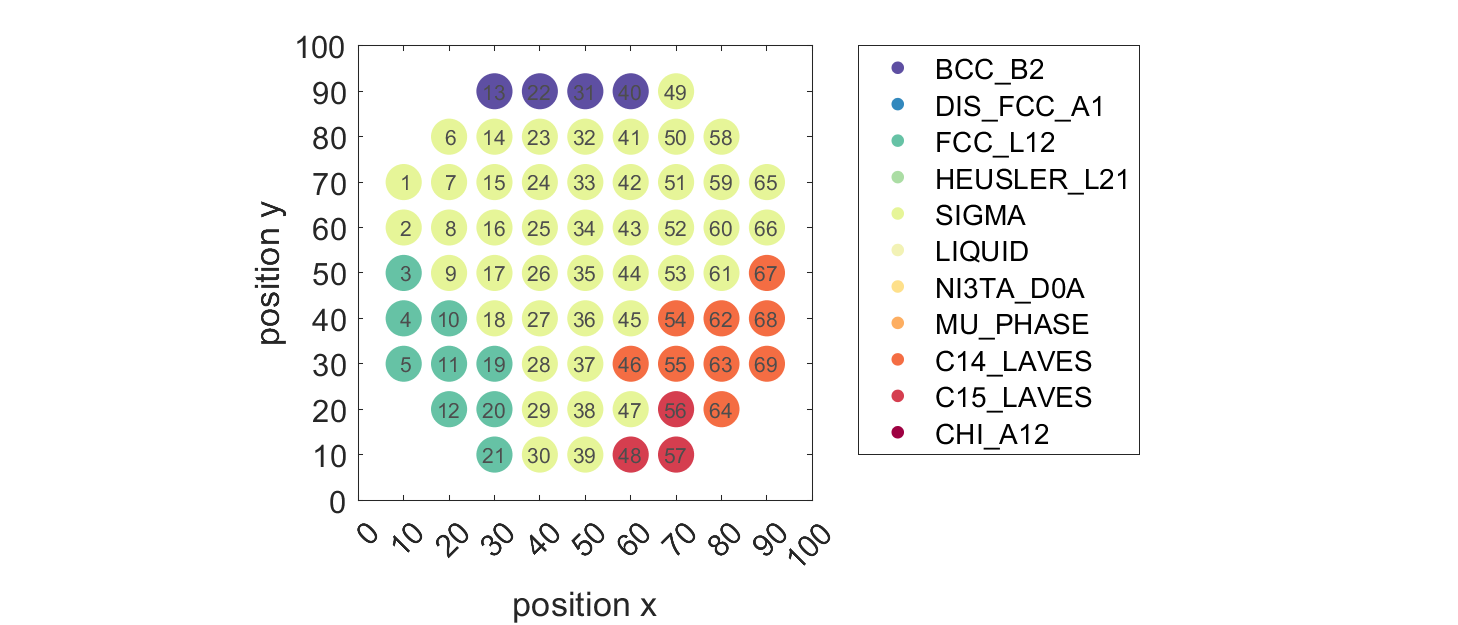 100
90
80
70
60
50
40
30
20
10
0
position y
13 22 31 40 49
6 14 23 32 41 50 58
1 7 15 24 33 42 51 59 65
2 8 16 25 34 43 52 60 66
3 9 17 26 35 44 53 61 67
4 10 18 27 36 45 54 62 68
5 11 19 28 37 46 55 63 69
12 20 29 38 47 56 64
21 30 39 48 57
0 10 20 30 40 50 60 70 80 90 100
position x
BCC_B2
DIS_FCC_A1
FCC_L12
HEUSLER_L21
SIGMA
LIQUID
NI3TA_D0A
MU_PHASE
C14_LAVES
C15_LAVES
CHI_A12